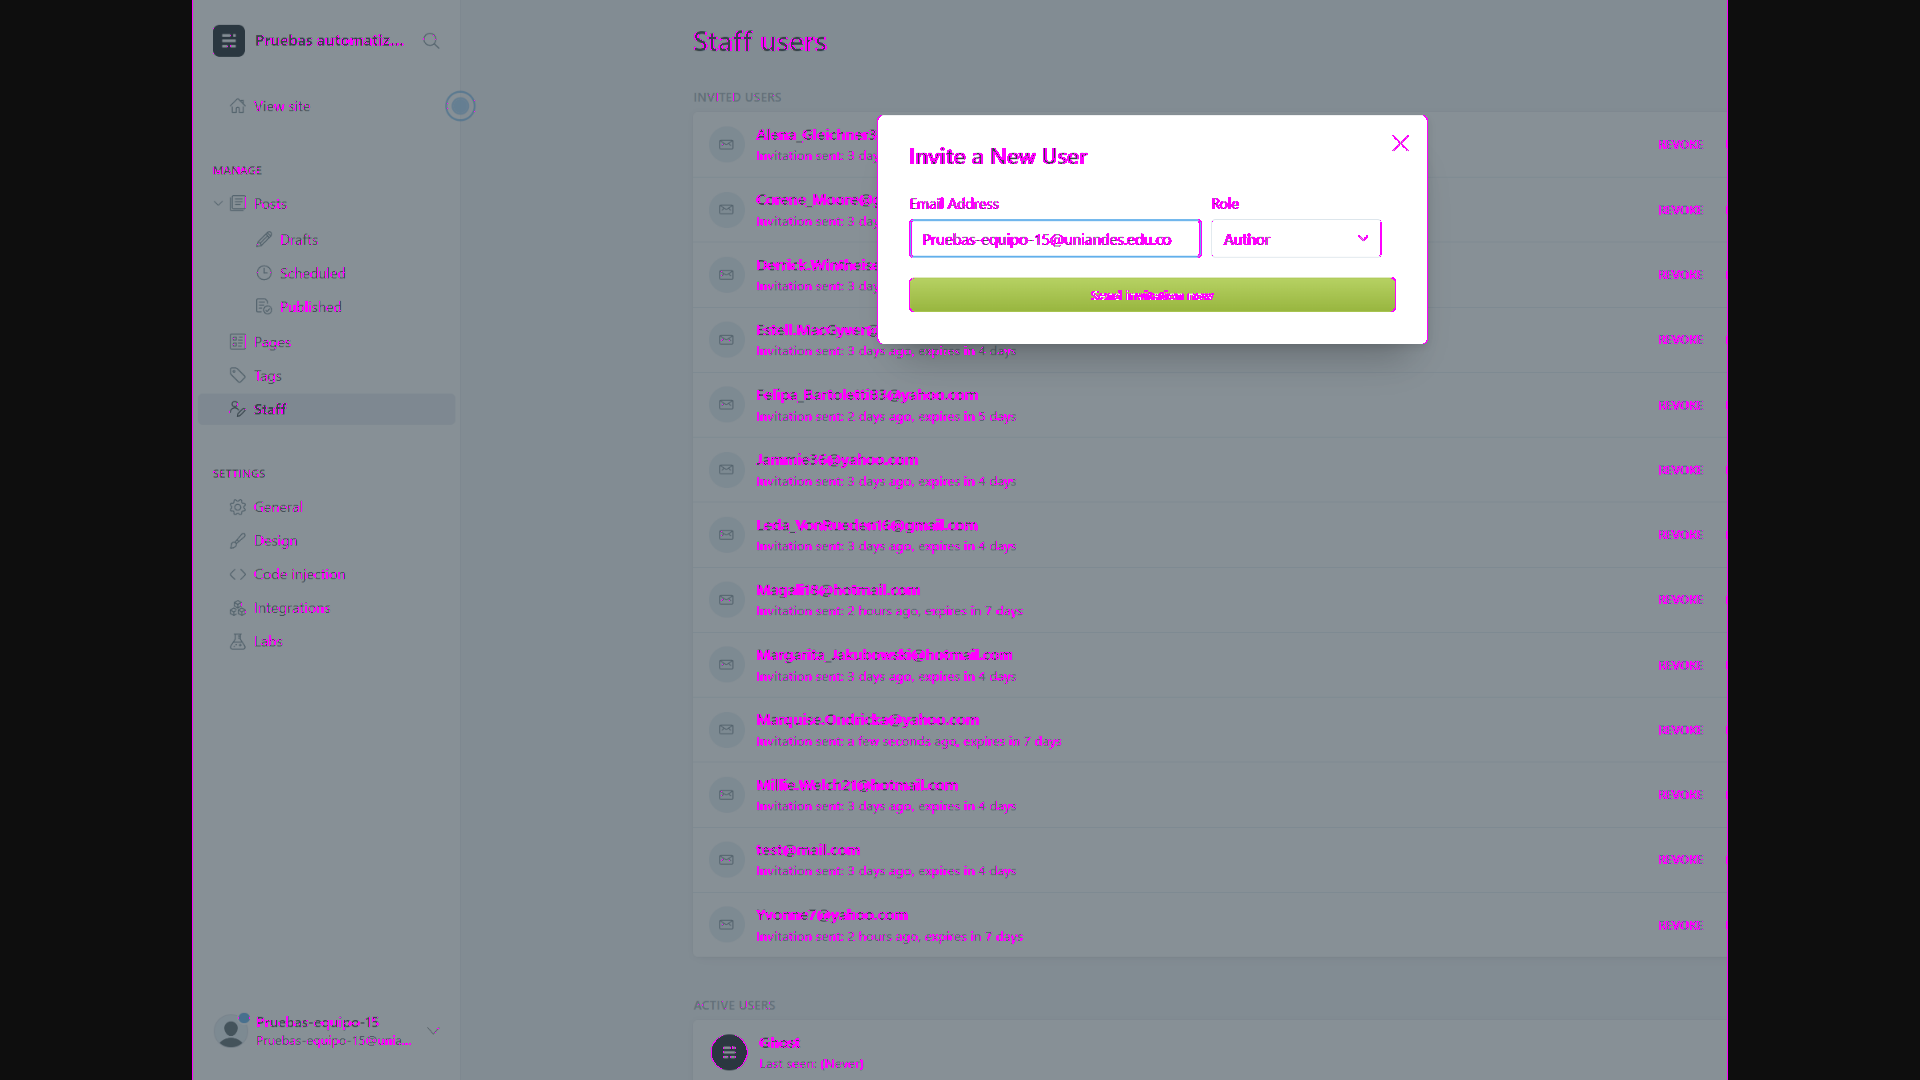 Pruebas automatiz...
View site
MANAGE
Posts
Drafts
Scheduled
Published
Pages
Tags
Staff
SETTINGS
General
Design
Code injection
Integrations
Labs
Pruebas-equipo-15
Pruebas-equipo-15@unia...
Staff users
INVITED USERS
Alena_Gleichner3
Invitation sent: 3 day
REVOKE
Corene_Moore@g
Invitation sent: 3 day
REVOKE
Derrick.Wintheise
Invitation sent: 3 day
REVOKE
Estell.MacGyver@
Invitation sent: 3 days ago, expires in 4 days
REVOKE
Felipa_Bartoletti83@yahoo.com
Invitation sent: 2 days ago, expires in 5 days
REVOKE
Jammie36@yahoo.com
Invitation sent: 3 days ago, expires in 4 days
REVOKE
Leda_VonRueden16@gmail.com
Invitation sent: 3 days ago, expires in 4 days
REVOKE
Magali18@hotmail.com
Invitation sent: 2 hours ago, expires in 7 days
REVOKE
Margarita_Jakubowski@hotmail.com
Invitation sent: 3 days ago, expires in 4 days
REVOKE
Marquise.Ondricka@yahoo.com
Invitation sent: a few seconds ago, expires in 7 days
REVOKE
Millie.Welch21@hotmail.com
Invitation sent: 3 days ago, expires in 4 days
REVOKE
test@mail.com
Invitation sent: 3 days ago, expires in 4 days
REVOKE
Yvonne7@yahoo.com
Invitation sent: 2 hours ago, expires in 7 days
REVOKE
ACTIVE USERS
Ghost
Last seen: (Never)
Invite a New User
Email Address
Role
Pruebas-equipo-15@uniandes.edu.co
Author
Send invitation now